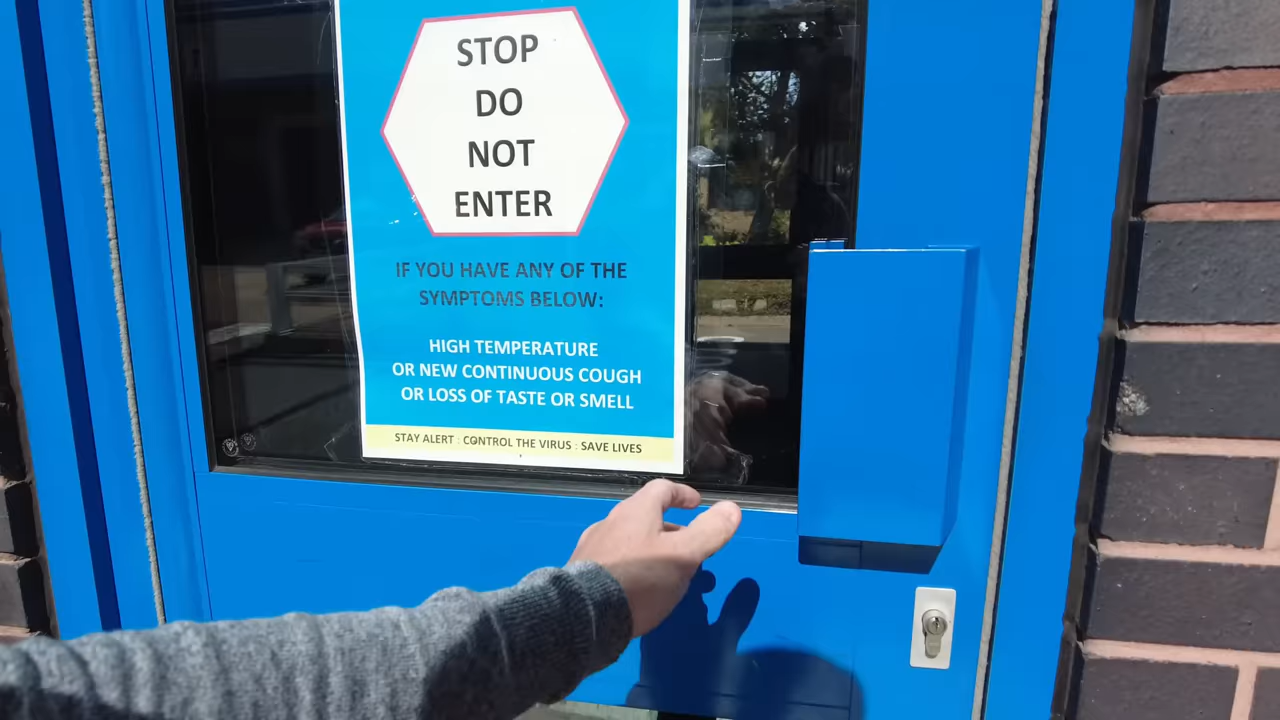 STOP
DO
NOT
ENTER
IF YOU HAVE ANY OF THE
SYMPTOMS BELOW:
HIGH TEMPERATURE
OR NEW CONTINUOUS COUGH
OR LOSS OF TASTE OR SMELL
STAY ALERT : CONTROL THE VIRUS : SAVE LIVES